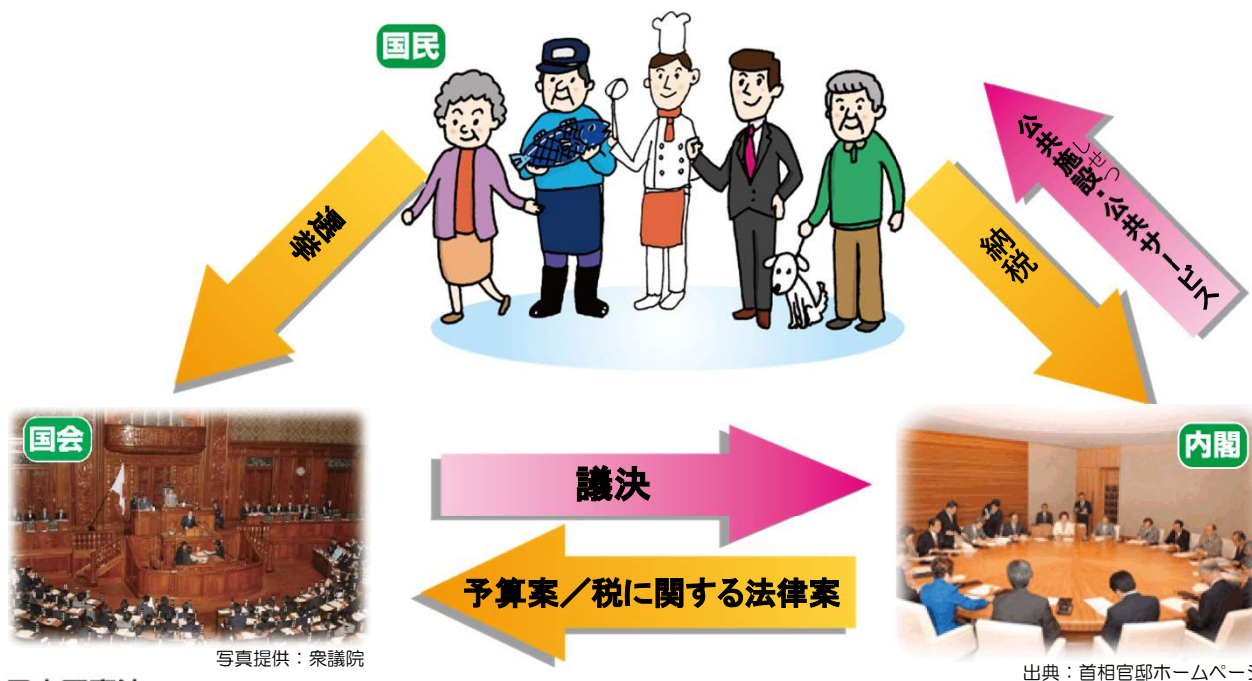 国民
選挙
公共施設・公共サービス
しせつ
納税
国会
内閣
議決
予算案／税に関する法律案
写真提供：衆議院
出典：首相官邸ホームページ